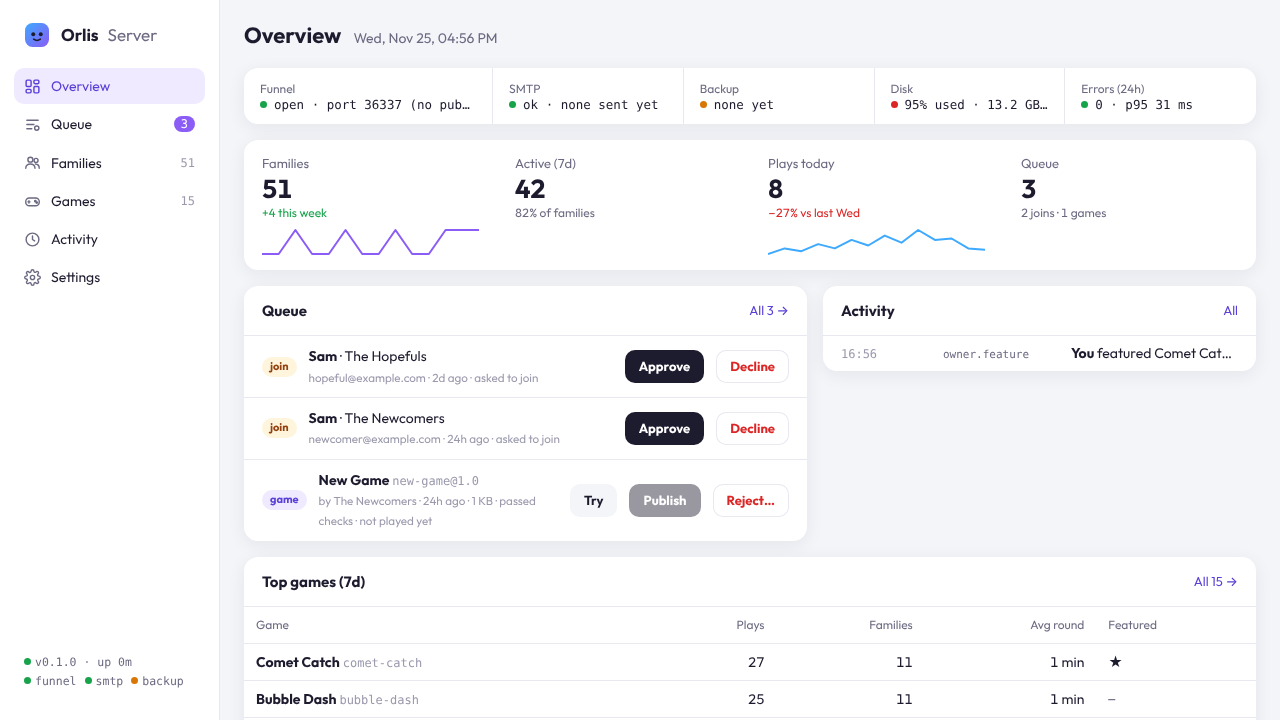 Orlis Server
Overview
Queue 3
Families 51
Games 15
Activity
Settings
v0.1.0 · up 0m
funnel smtp backup
Overview Wed, Nov 25, 04:56 PM
Funnel
open · port 36337 (no pub…
SMTP
ok · none sent yet
Backup
none yet
Disk
95% used · 13.2 GB…
Errors (24h)
0 · p95 31 ms
Families
51
+4 this week
Active (7d)
42
82% of families
Plays today
8
−27% vs last Wed
Queue
3
2 joins · 1 games
Queue All 3 →
join Sam · The Hopefuls
hopeful@example.com · 2d ago · asked to join
Approve Decline
join Sam · The Newcomers
newcomer@example.com · 24h ago · asked to join
Approve Decline
game New Game new-game@1.0
by The Newcomers · 24h ago · 1 KB · passed
checks · not played yet
Try Publish Reject…
Activity All
16:56 owner.feature You featured Comet Cat…
Top games (7d) All 15 →
Game Plays Families Avg round Featured
Comet Catch comet-catch 27 11 1 min ★
Bubble Dash bubble-dash 25 11 1 min –